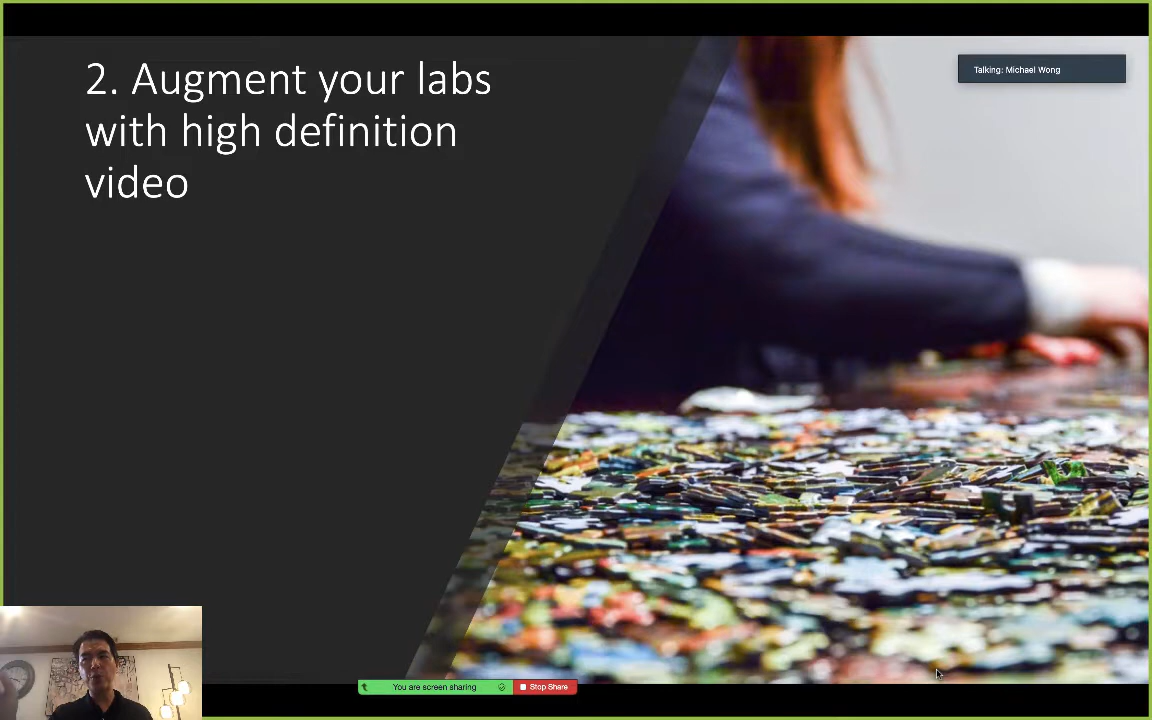 2. Augment your labs
with high definition
video
Talking: Michael Wong
You are screen sharing
Stop Share